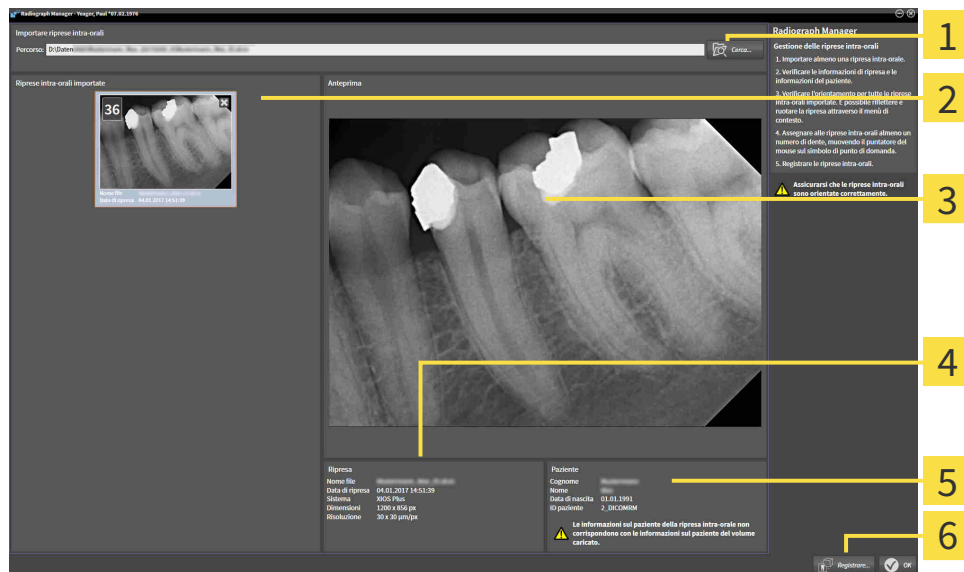 Radiograph Manager - Yeager, Paul *07.02.1976
Importare riprese intra-orali
Percorso: D:\Daten
Cerca...
Riprese intra-orali importate
36
Nome file
Data di ripresa 04.01.2017 14:51:39
Anteprima
Ripresa
Nome file
Data di ripresa 04.01.2017 14:51:39
Sistema XIOS Plus
Dimensioni 1200 x 856 px
Risoluzione 30 x 30 µm/px
Paziente
Cognome
Nome
Data di nascita 01.01.1991
ID paziente 2_DICOMRM
Le informazioni sul paziente della ripresa intra-orale non
corrispondono con le informazioni sul paziente del volume
caricato.
Radiograph Manager
Gestione delle riprese intra-orali
1. Importare almeno una ripresa intra-orale.
2. Verificare le informazioni di ripresa e le
informazioni del paziente.
3. Verificare l'orientamento per tutte le riprese
intra-orali importate. È possibile riflettere e
ruotare la ripresa attraverso il menù di
contesto.
4. Assegnare alle riprese intra-orali almeno un
numero di dente, muovendo il puntatore del
mouse sul simbolo di punto di domanda.
5. Registrare le riprese intra-orali.
Assicurarsi che le riprese intra-orali
sono orientate correttamente.
Registrare...
OK
1
2
3
4
5
6